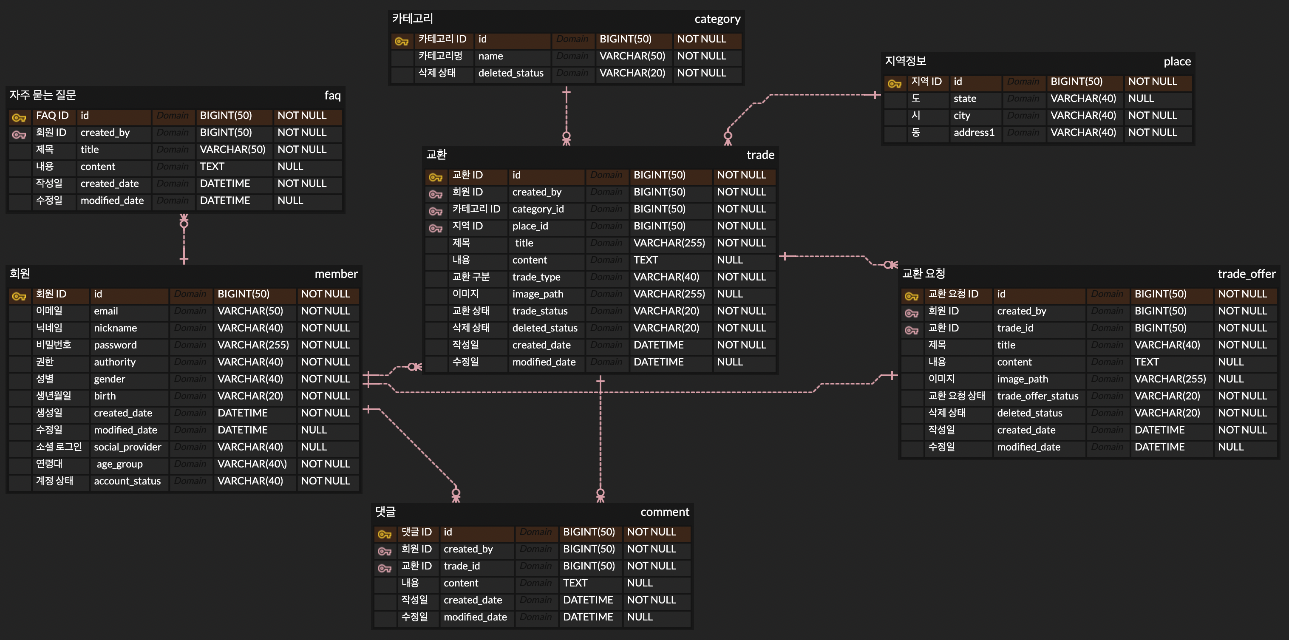 카테고리 category
카테고리 ID id Domain BIGINT(50) NOT NULL
카테고리명 name Domain VARCHAR(50) NOT NULL
삭제 상태 deleted_status Domain VARCHAR(20) NOT NULL
지역정보 place
지역 ID id Domain BIGINT(50) NOT NULL
도 state Domain VARCHAR(40) NULL
시 city Domain VARCHAR(40) NOT NULL
동 address1 Domain VARCHAR(40) NOT NULL
자주 묻는 질문 faq
FAQ ID id Domain BIGINT(50) NOT NULL
회원 ID created_by Domain BIGINT(50) NOT NULL
제목 title Domain VARCHAR(50) NOT NULL
내용 content Domain TEXT NULL
작성일 created_date Domain DATETIME NOT NULL
수정일 modified_date Domain DATETIME NULL
교환 trade
교환 ID id Domain BIGINT(50) NOT NULL
회원 ID created_by Domain BIGINT(50) NOT NULL
카테고리 ID category_id Domain BIGINT(50) NOT NULL
지역 ID place_id Domain BIGINT(50) NOT NULL
제목 title Domain VARCHAR(255) NOT NULL
내용 content Domain TEXT NULL
교환 구분 trade_type Domain VARCHAR(40) NOT NULL
이미지 image_path Domain VARCHAR(255) NULL
교환 상태 trade_status Domain VARCHAR(20) NOT NULL
삭제 상태 deleted_status Domain VARCHAR(20) NOT NULL
작성일 created_date Domain DATETIME NOT NULL
수정일 modified_date Domain DATETIME NULL
회원 member
회원 ID id Domain BIGINT(50) NOT NULL
이메일 email Domain VARCHAR(50) NOT NULL
닉네임 nickname Domain VARCHAR(40) NOT NULL
비밀번호 password Domain VARCHAR(255) NOT NULL
권한 authority Domain VARCHAR(40) NOT NULL
성별 gender Domain VARCHAR(40) NOT NULL
생년월일 birth Domain VARCHAR(20) NOT NULL
생성일 created_date Domain DATETIME NOT NULL
수정일 modified_date Domain DATETIME NULL
소셜 로그인 social_provider Domain VARCHAR(40) NULL
연령대 age_group Domain VARCHAR(40\) NOT NULL
계정 상태 account_status Domain VARCHAR(40) NOT NULL
교환 요청 trade_offer
교환 요청 ID id Domain BIGINT(50) NOT NULL
회원 ID created_by Domain BIGINT(50) NOT NULL
교환 ID trade_id Domain BIGINT(50) NOT NULL
제목 title Domain VARCHAR(40) NOT NULL
내용 content Domain TEXT NULL
이미지 image_path Domain VARCHAR(255) NULL
교환 요청 상태 trade_offer_status Domain VARCHAR(20) NOT NULL
삭제 상태 deleted_status Domain VARCHAR(20) NOT NULL
작성일 created_date Domain DATETIME NOT NULL
수정일 modified_date Domain DATETIME NULL
댓글 comment
댓글 ID id Domain BIGINT(50) NOT NULL
회원 ID created_by Domain BIGINT(50) NOT NULL
교환 ID trade_id Domain BIGINT(50) NOT NULL
내용 content Domain TEXT NULL
작성일 created_date Domain DATETIME NOT NULL
수정일 modified_date Domain DATETIME NULL